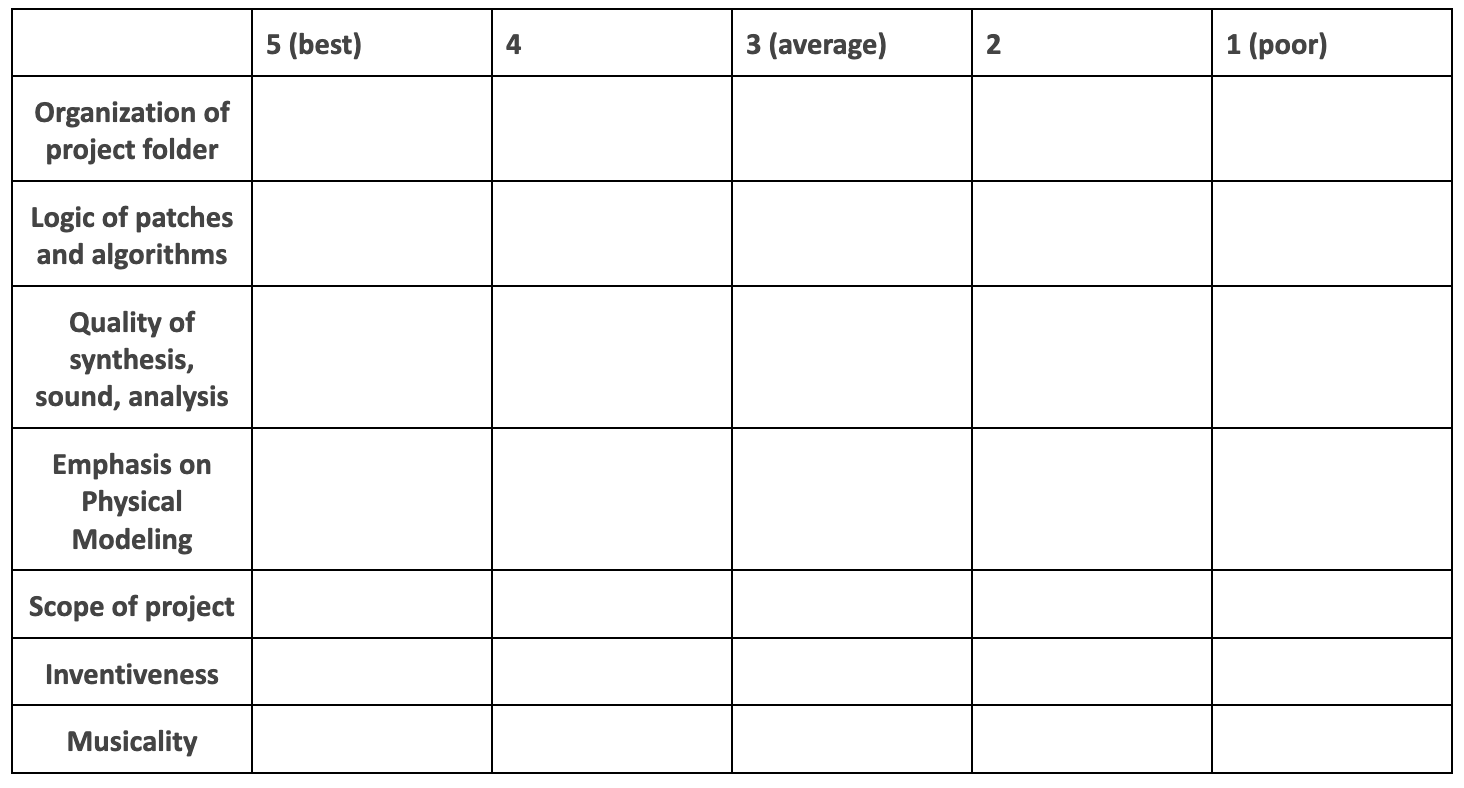 5 (best) 4 3 (average) 2 1 (poor)
Organization of
project folder
Logic of patches
and algorithms
Quality of
synthesis,
sound, analysis
Emphasis on
Physical
Modeling
Scope of project
Inventiveness
Musicality